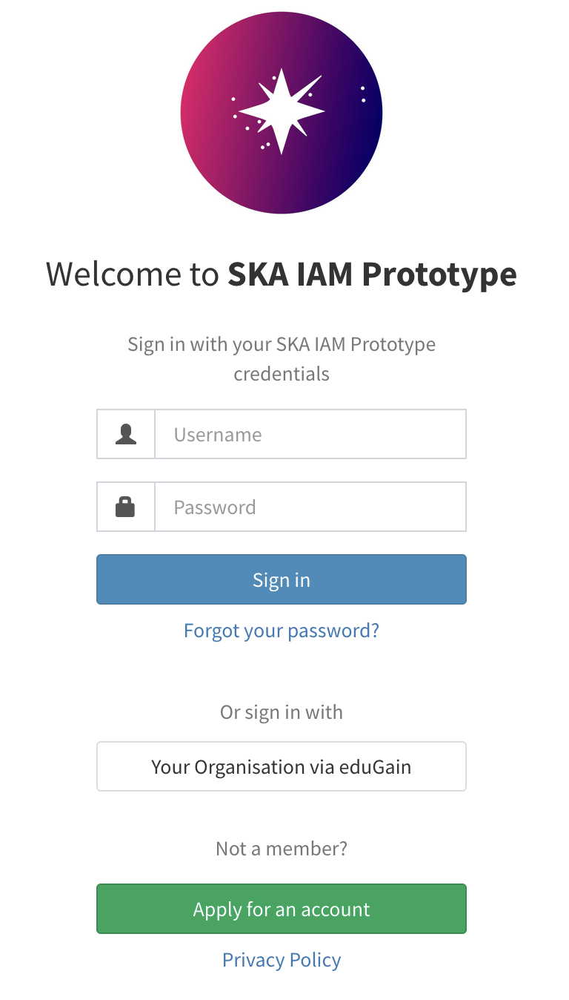 Welcome to SKA IAM Prototype
Sign in with your SKA IAM Prototype
credentials
Username
Password
Sign in
Forgot your password?
Or sign in with
Your Organisation via eduGain
Not a member?
Apply for an account
Privacy Policy